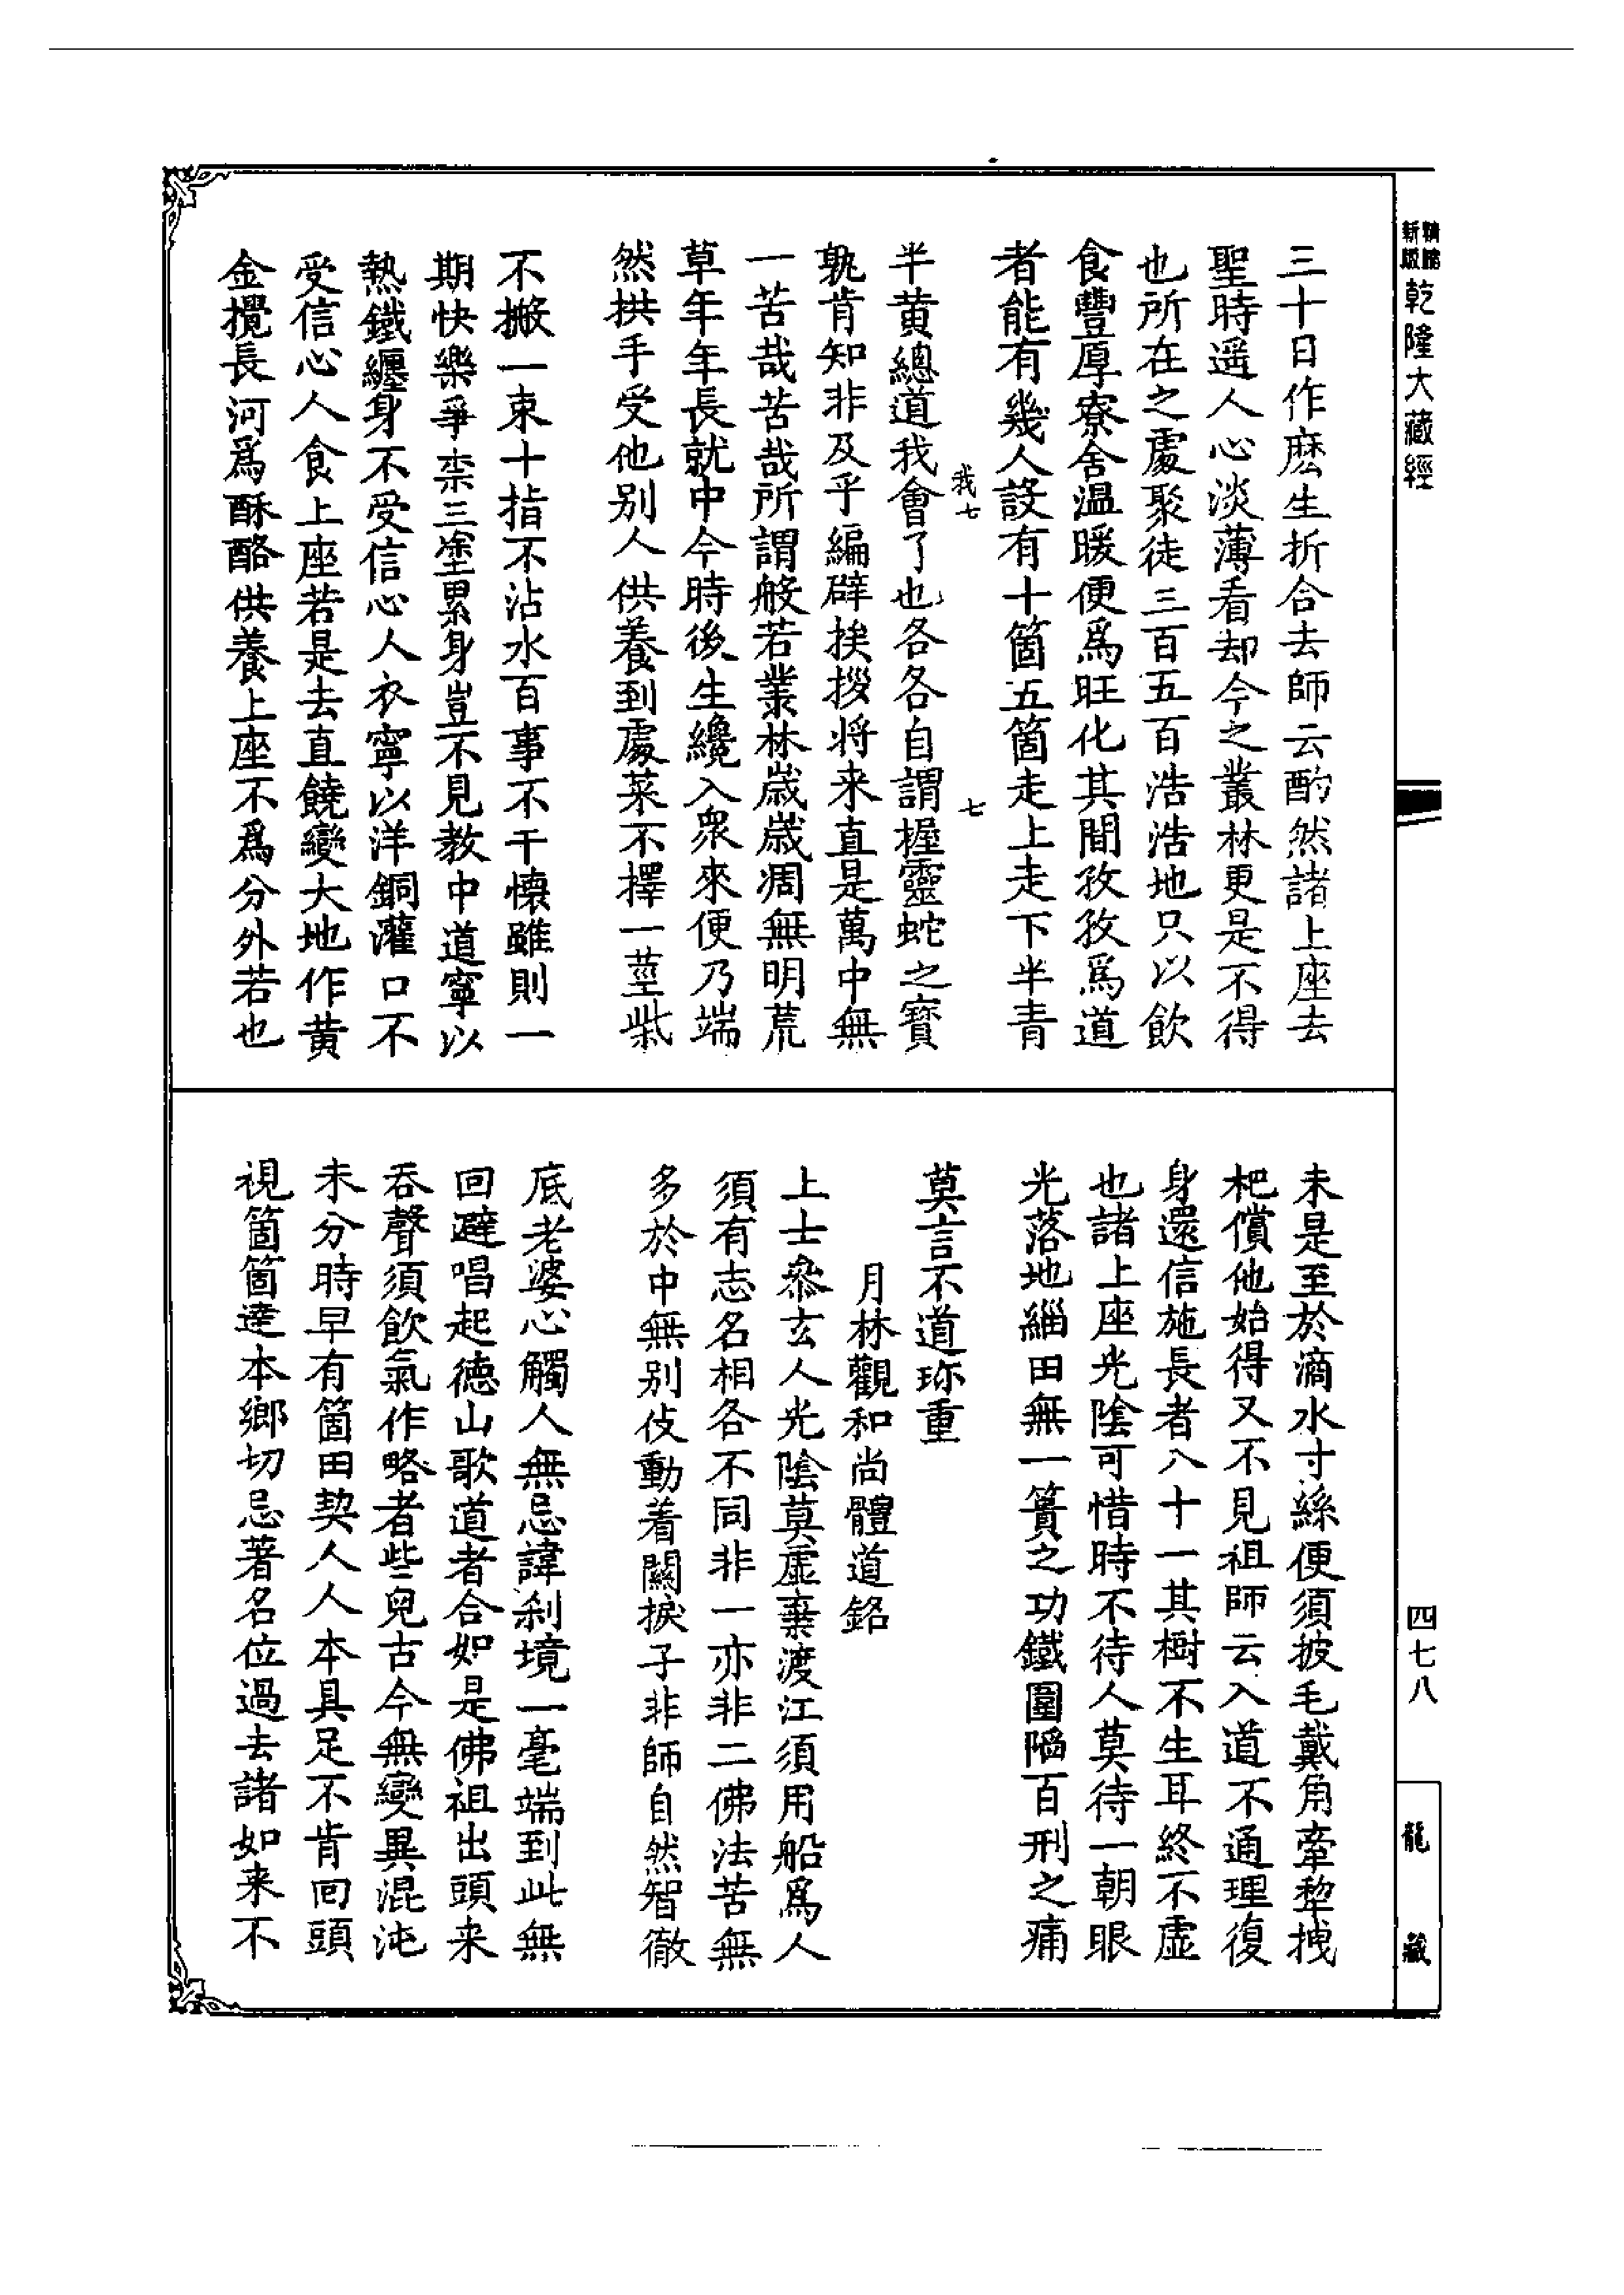 新版
精縮
乾隆大藏經
四七八
龍藏
三十日作麽生折合去師云酌然諸上座去
聖時遥人心淡薄看却今之叢林更是不得
也所在之處聚徒三百五百浩浩地只以飲
食豐厚寮舍温暖便爲旺化其間孜孜爲道
者能有幾人設有十箇五箇走上走下半青
我七
七
半黄總道我會了也各各自謂握靈蛇之寶
孰肯知非及乎編辟挨拶将来直是萬中無
一苦哉苦哉所謂般若叢林歲歲凋無明荒
草年年長就中今時後生纔入衆來便乃端
然拱手受他别人供養到處菜不擇一莖柴
不搬一束十指不沾水百事不干懷雖則一
期快樂爭柰三塗累身豈不見教中道寧以
熱鐵纏身不受信心人衣寧以洋銅灌口不
受信心人食上座若是去直饒變大地作黄
金攪長河爲酥酪供養上座不爲分外若也
未是至於滴水寸絲便須披毛戴角牽犂拽
杷償他始得又不見祖師云入道不通理復
身還信施長者八十一其樹不生耳終不虛
也諸上座光陰可惜時不待人莫待一朝眼
光落地緇田無一簣之功鐵圍陷百刑之痛
莫言不道珎重
月林觀和尚體道銘
上士叅玄人光陰莫虛棄渡江須用船爲人
須有志名相各不同非一亦非二佛法苦無
多於中無别伎動着關捩子非師自然智徹
底老婆心觸人無忌諱刹境一毫端到此無
回避唱起德山歌道者合如是佛祖出頭来
吞聲須飲氣作略者些兒古今無變異混沌
未分時早有箇田契人人本具足不肯回頭
視箇箇達本鄉切忌著名位過去諸如来不